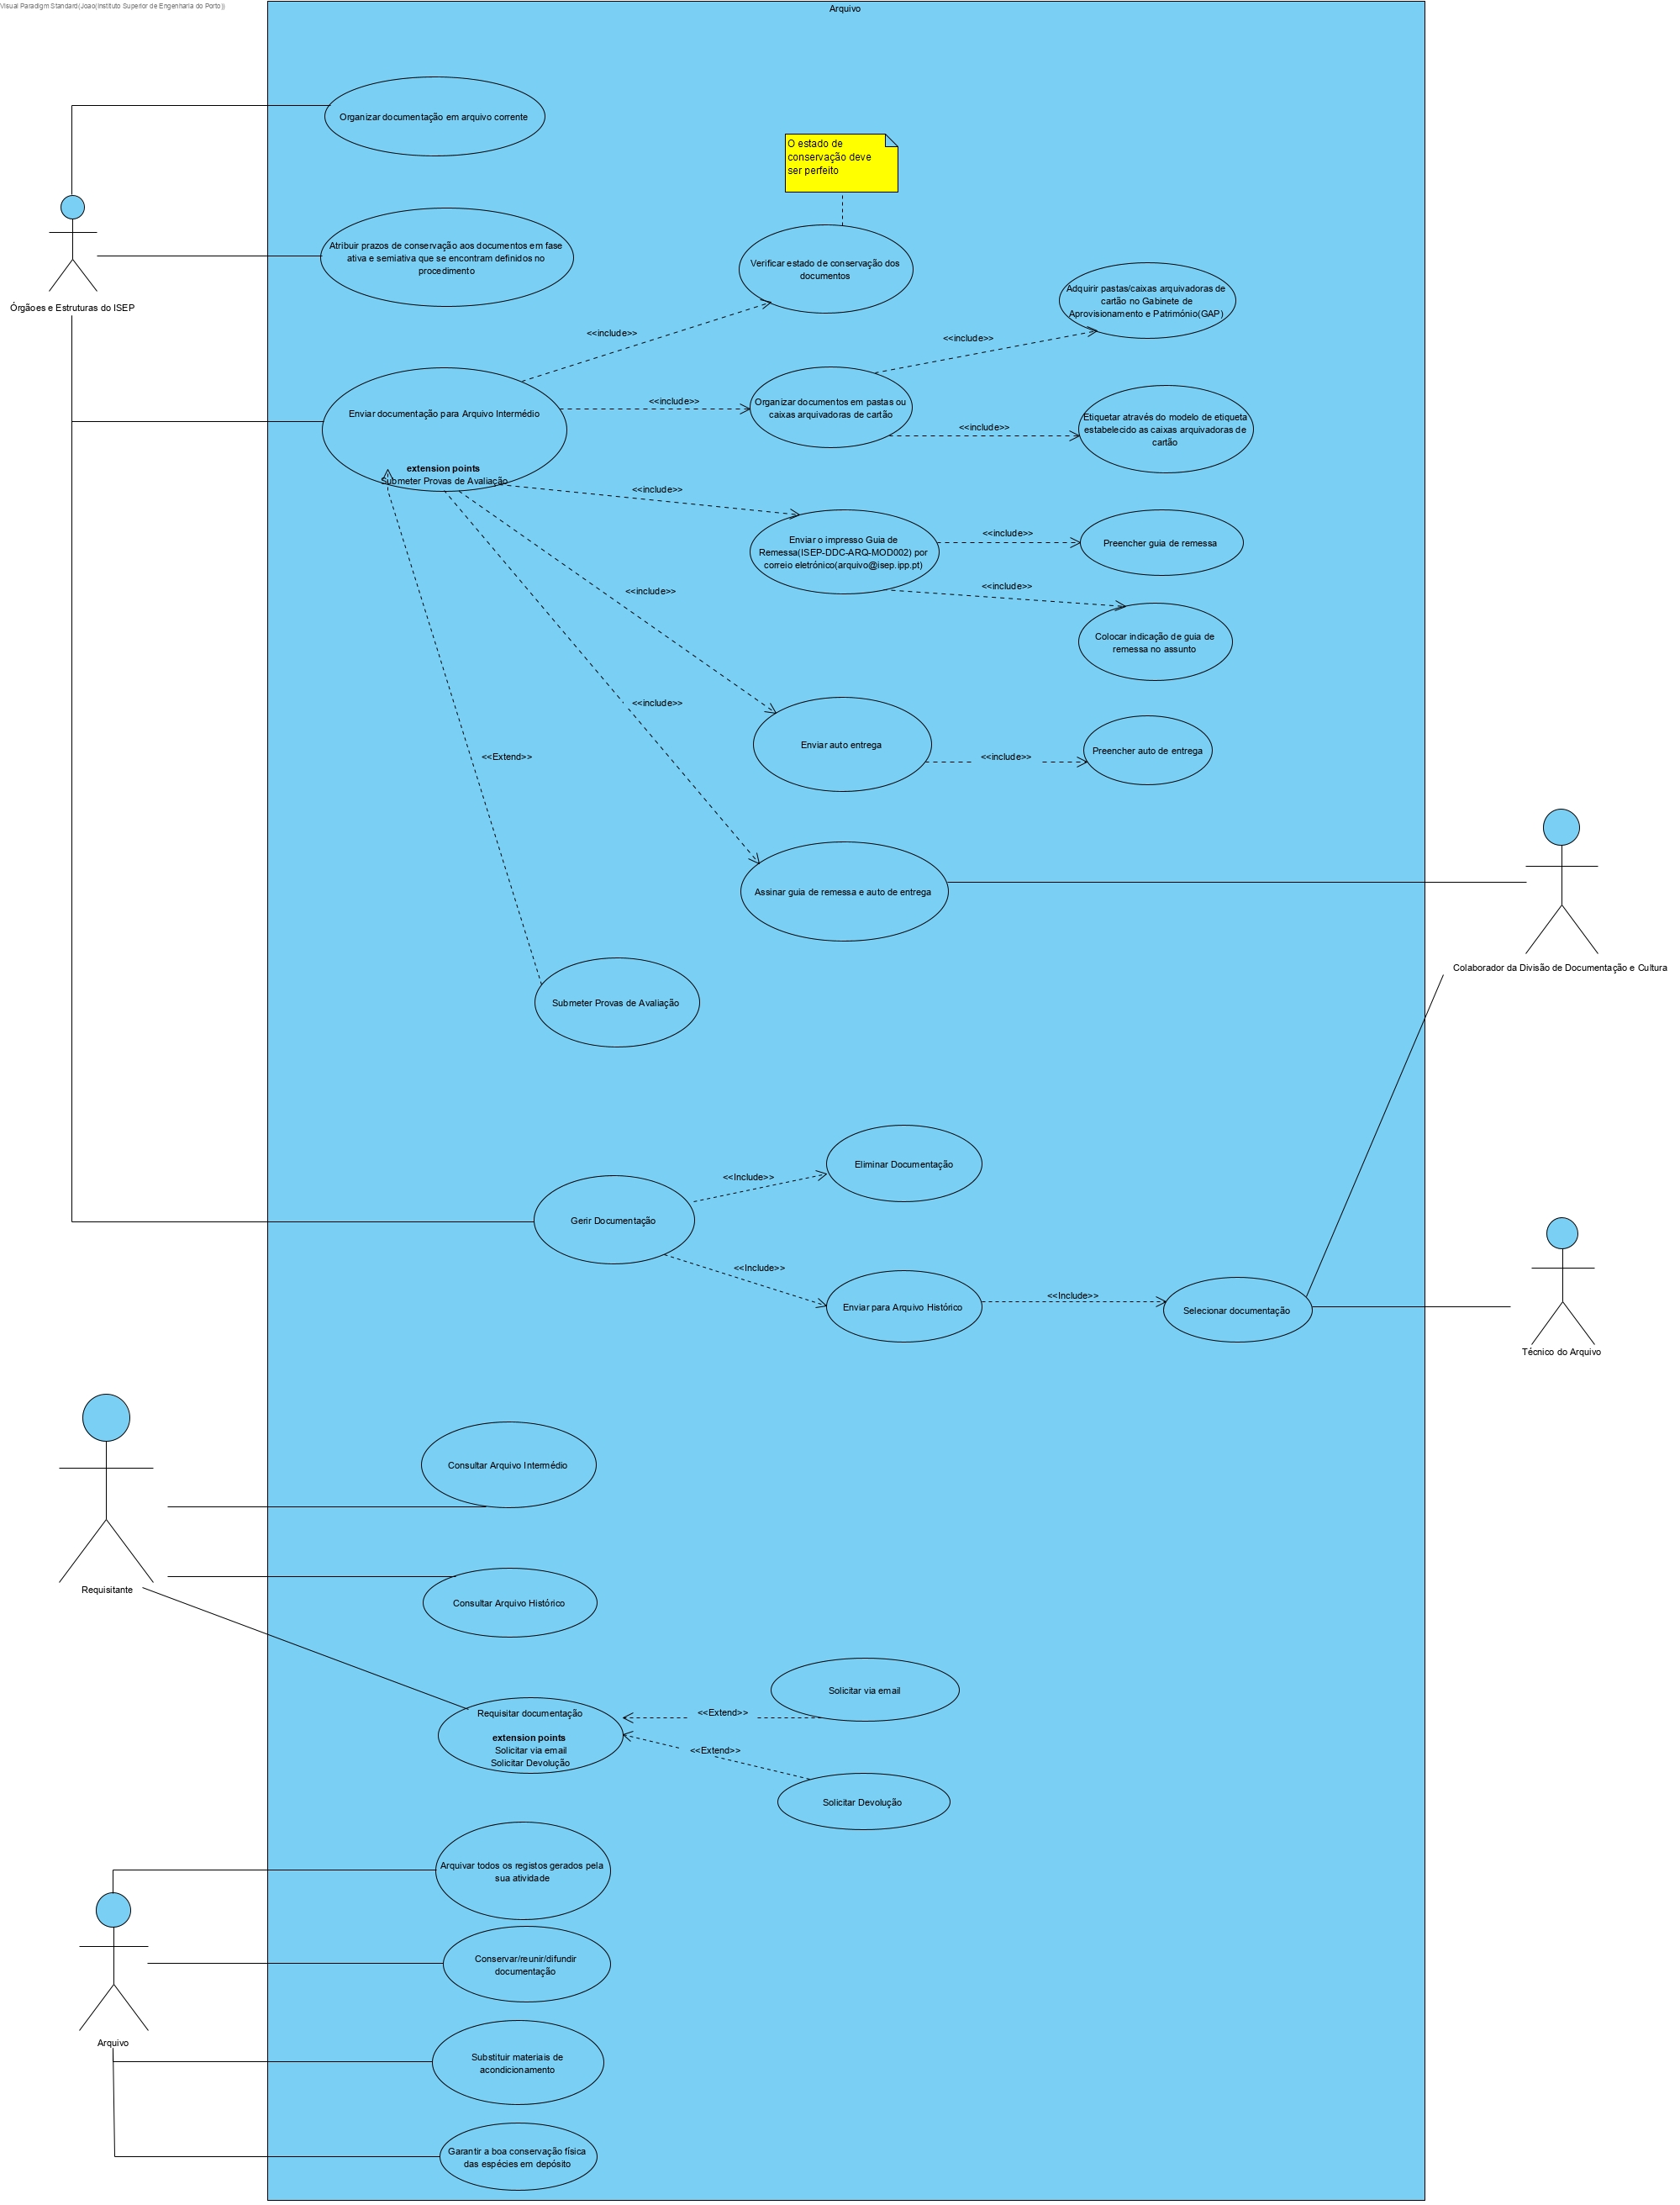 Visual Paradigm Standard(Joao(Instituto Superior de Engenharia do Porto))
Arquivo
Organizar documentação em arquivo corrente
O estado de
conservação deve
ser perfeito
Órgãoes e Estruturas do ISEP
Atribuir prazos de conservação aos documentos em fase
ativa e semiativa que se encontram definidos no
procedimento
Verificar estado de conservação dos
documentos
Adquirir pastas/caixas arquivadoras de
cartão no Gabinete de
Aprovisionamento e Património(GAP)
<<include>>
<<include>>
Enviar documentação para Arquivo Intermédio
extension points
Submeter Provas de Avaliação
<<include>>
Organizar documentos em pastas ou
caixas arquivadoras de cartão
<<include>>
Etiquetar através do modelo de etiqueta
estabelecido as caixas arquivadoras de
cartão
<<include>>
Enviar o impresso Guia de
Remessa(ISEP-DDC-ARQ-MOD002) por
correio eletrónico(arquivo@isep.ipp.pt)
<<include>>
Preencher guia de remessa
<<include>>
Colocar indicação de guia de
remessa no assunto
<<include>>
<<include>>
Enviar auto entrega
<<include>>
Preencher auto de entrega
<<Extend>>
Assinar guia de remessa e auto de entrega
Colaborador da Divisão de Documentação e Cultura
Submeter Provas de Avaliação
Eliminar Documentação
<<Include>>
Gerir Documentação
<<Include>>
Enviar para Arquivo Histórico
<<Include>>
Selecionar documentação
Técnico do Arquivo
Consultar Arquivo Intermédio
Requisitante
Consultar Arquivo Histórico
Solicitar via email
Requisitar documentação
extension points
Solicitar via email
Solicitar Devolução
<<Extend>>
<<Extend>>
Solicitar Devolução
Arquivar todos os registos gerados pela
sua atividade
Conservar/reunir/difundir
documentação
Arquivo
Substituir materiais de
acondicionamento
Garantir a boa conservação física
das espécies em depósito